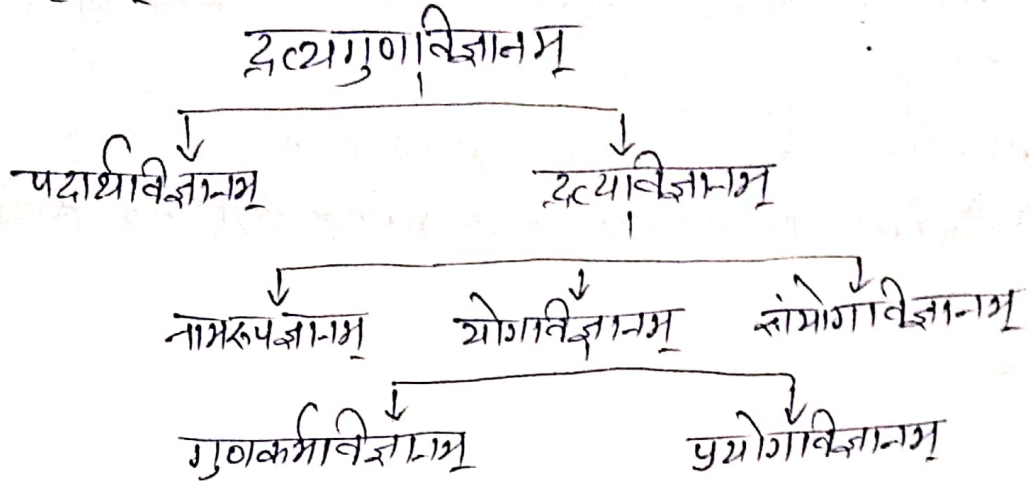 द्रव्यगुणविज्ञानम्
पदार्थविज्ञानम् द्रव्यविज्ञानम्
नामरूपज्ञानम् योगविज्ञानम् संयोगविज्ञानम्
गुणकर्मविज्ञानम् प्रयोगविज्ञानम्